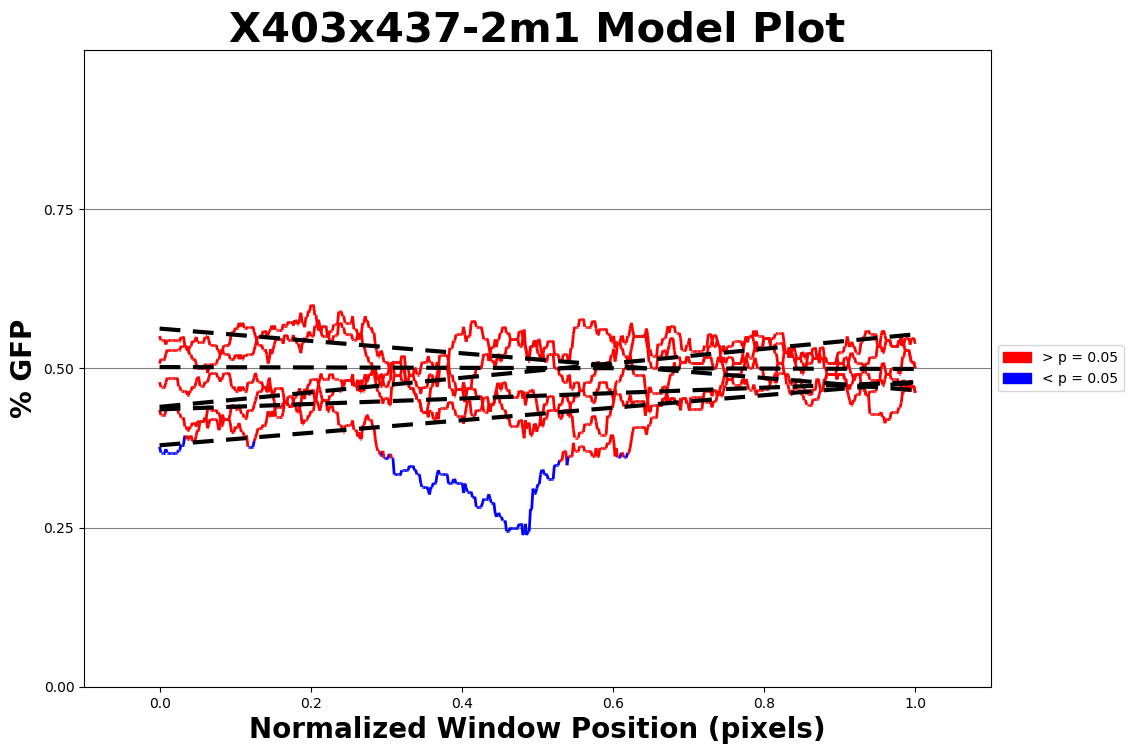 X403x437-2m1 Model Plot
% GFP
0.75
0.50
0.25
0.00
0.0 0.2 0.4 0.6 0.8 1.0
Normalized Window Position (pixels)
> p = 0.05
< p = 0.05